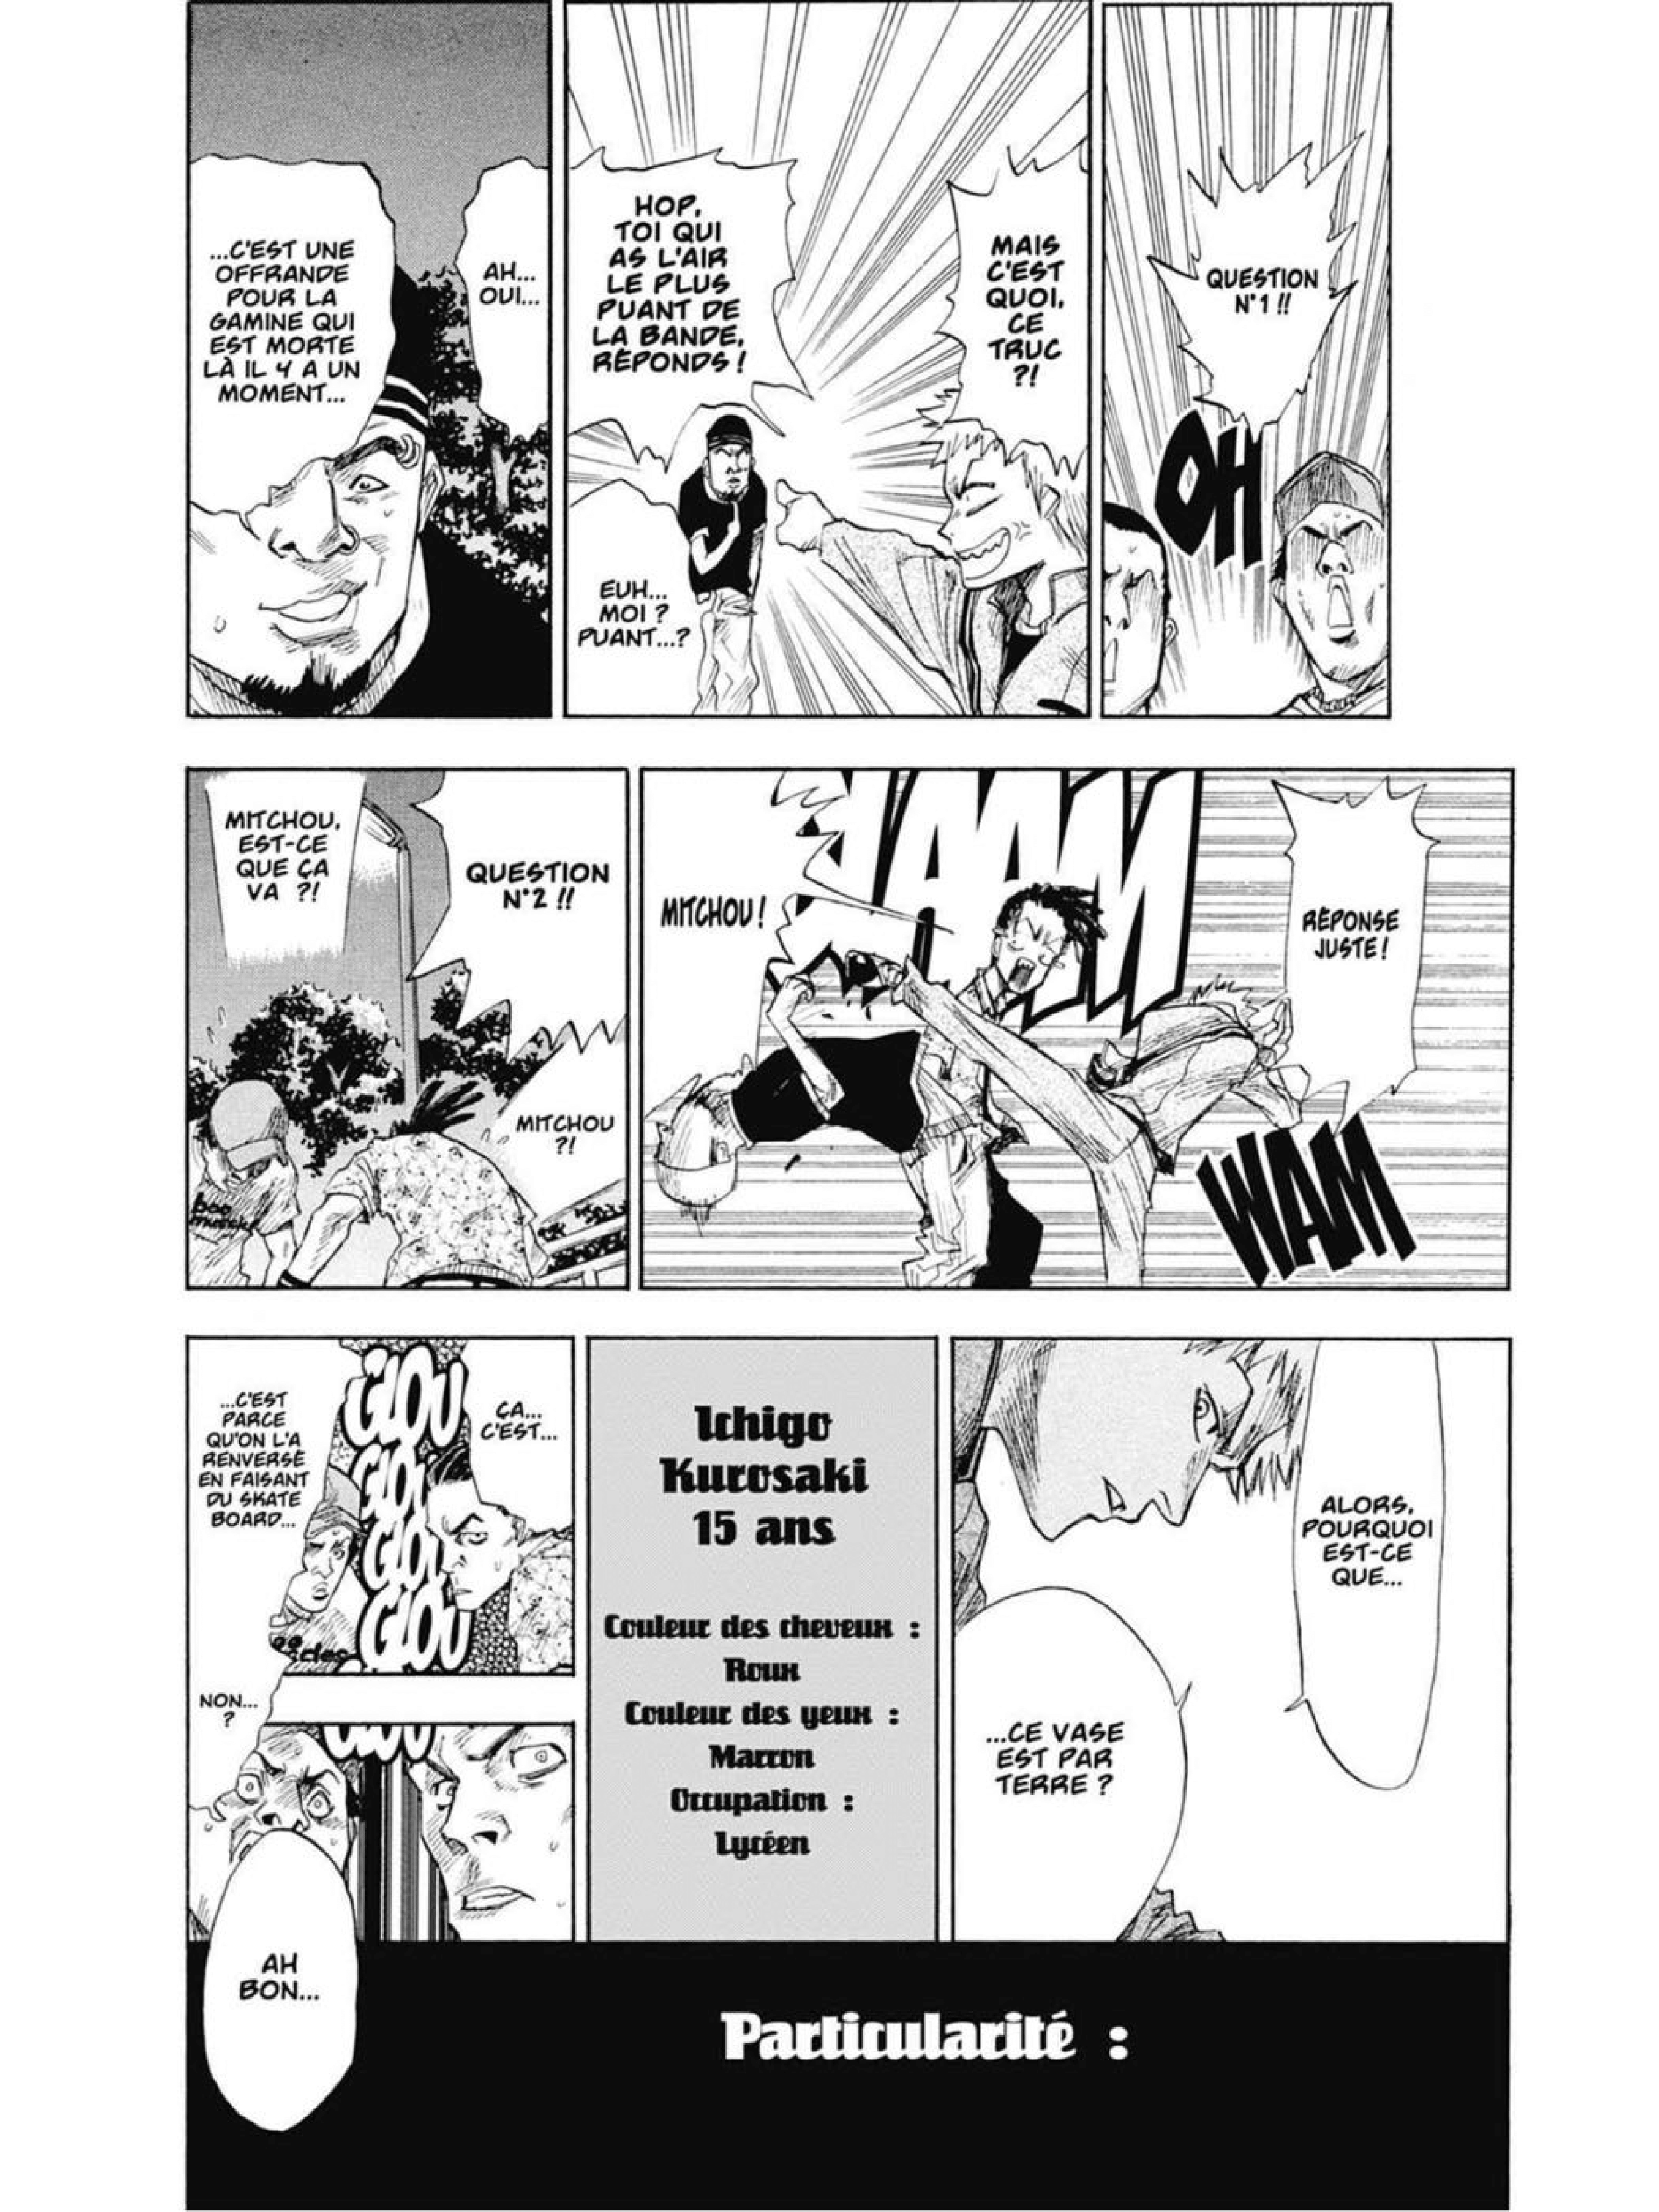 QUESTION
N°1 !!
OH
MAIS
C'EST
QUOI,
CE
TRUC
?!
HOP,
TOI QUI
AS L'AIR
LE PLUS
PUANT DE
LA BANDE,
RÉPONDS !
EUH...
MOI ?
PUANT...?
AH...
OUI...
...C'EST UNE
OFFRANDE
POUR LA
GAMINE QUI
EST MORTE
LÀ IL Y A UN
MOMENT...
RÉPONSE
JUSTE !
WAM
MITCHOU !
QUESTION
N°2 !!
MITCHOU
?!
MITCHOU,
EST-CE
QUE ÇA
VA ?!
ALORS,
POURQUOI
EST-CE
QUE...
...CE VASE
EST PAR
TERRE ?
Ichigo
Kurosaki
15 ans
Couleur des cheveux :
Roux
Couleur des yeux :
Marron
Occupation :
Lycéen
ÇA...
C'EST...
GLOU
GLOU
GLOU
GLOU
...C'EST
PARCE
QU'ON L'A
RENVERSÉ
EN FAISANT
DU SKATE
BOARD...
NON...
?
AH
BON...
Particularité :